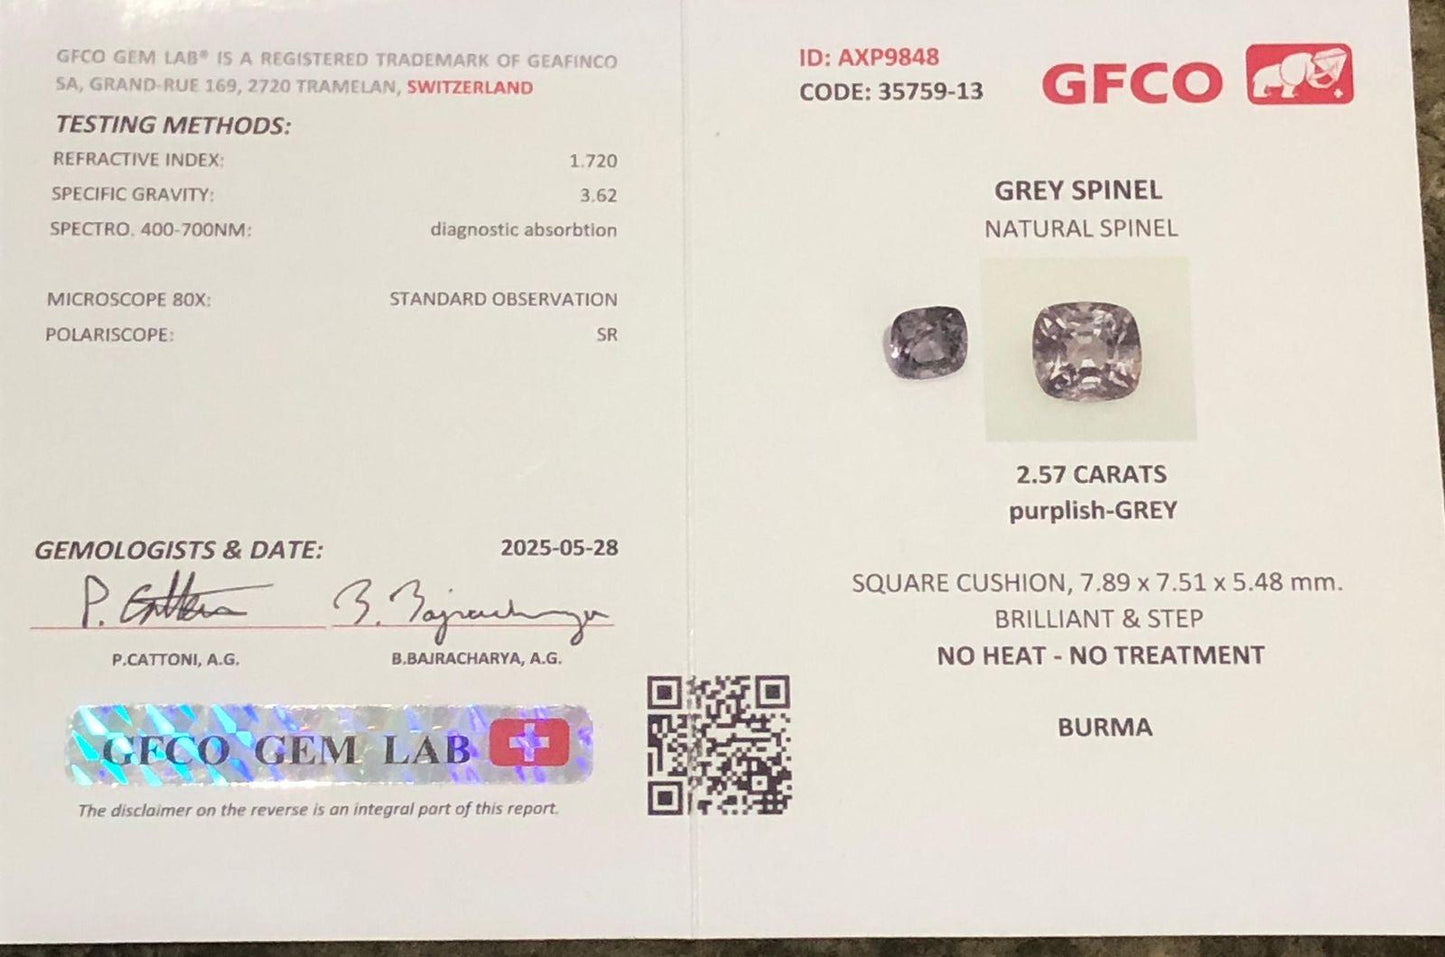 GFCO GEM LAB® IS A REGISTERED TRADEMARK OF GEAFINCO
SA, GRAND-RUE 169, 2720 TRAMELAN, SWITZERLAND
TESTING METHODS:
REFRACTIVE INDEX: 1.720
SPECIFIC GRAVITY: 3.62
SPECTRO. 400-700NM: diagnostic absorbtion
MICROSCOPE 80X: STANDARD OBSERVATION
POLARISCOPE: SR
GEMOLOGISTS & DATE: 2025-05-28
P. Cattoni B. Bajracharya
P.CATTONI, A.G. B.BAJRACHARYA, A.G.
GFCO GEM LAB
The disclaimer on the reverse is an integral part of this report.
ID: AXP9848
CODE: 35759-13
GFCO
GREY SPINEL
NATURAL SPINEL
2.57 CARATS
purplish-GREY
SQUARE CUSHION, 7.89 x 7.51 x 5.48 mm.
BRILLIANT & STEP
NO HEAT - NO TREATMENT
BURMA